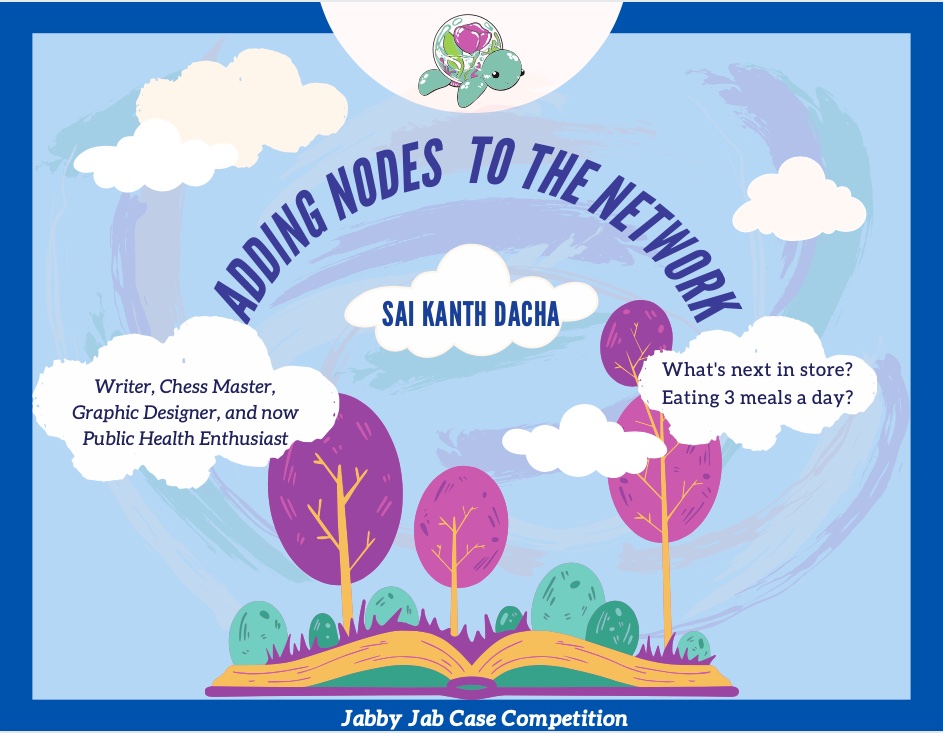 ADDING NODES TO THE NETWORK
SAI KANTH DACHA
Writer, Chess Master,
Graphic Designer, and now
Public Health Enthusiast
What's next in store?
Eating 3 meals a day?
Jabby Jab Case Competition